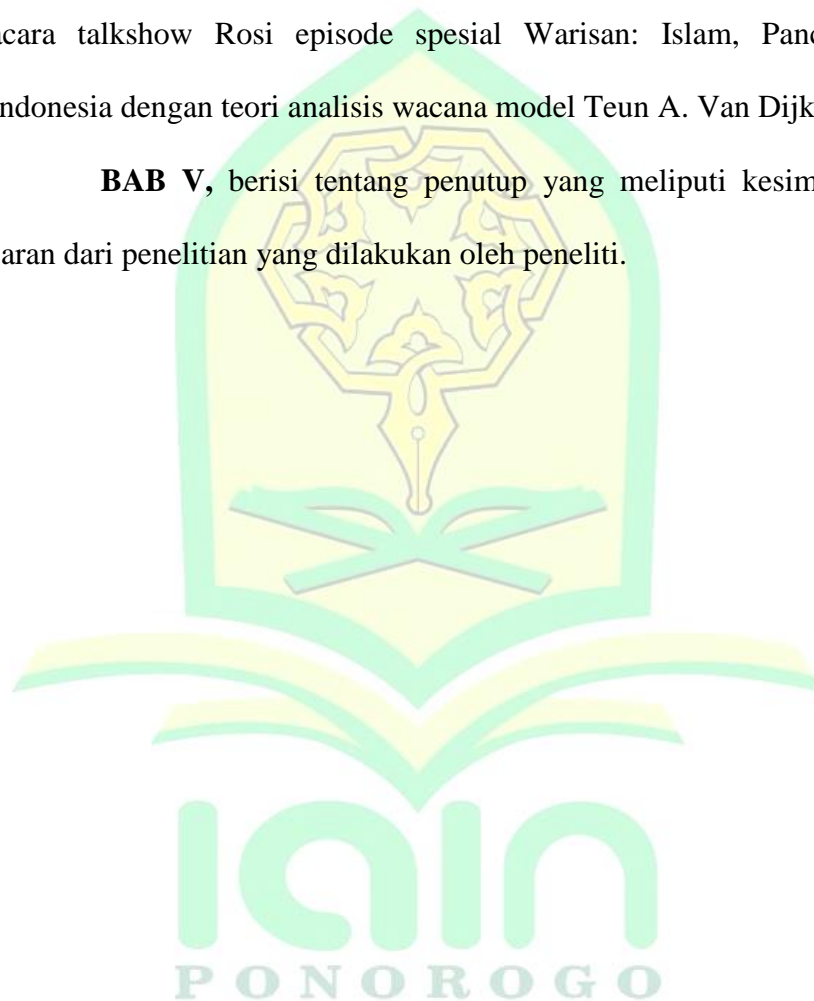 acara talkshow Rosi episode spesial Warisan: Islam, Panc
ndonesia dengan teori analisis wacana model Teun A. Van Dijk
BAB V, berisi tentang penutup yang meliputi kesim
aran dari penelitian yang dilakukan oleh peneliti.
IAIN
PONOROGO